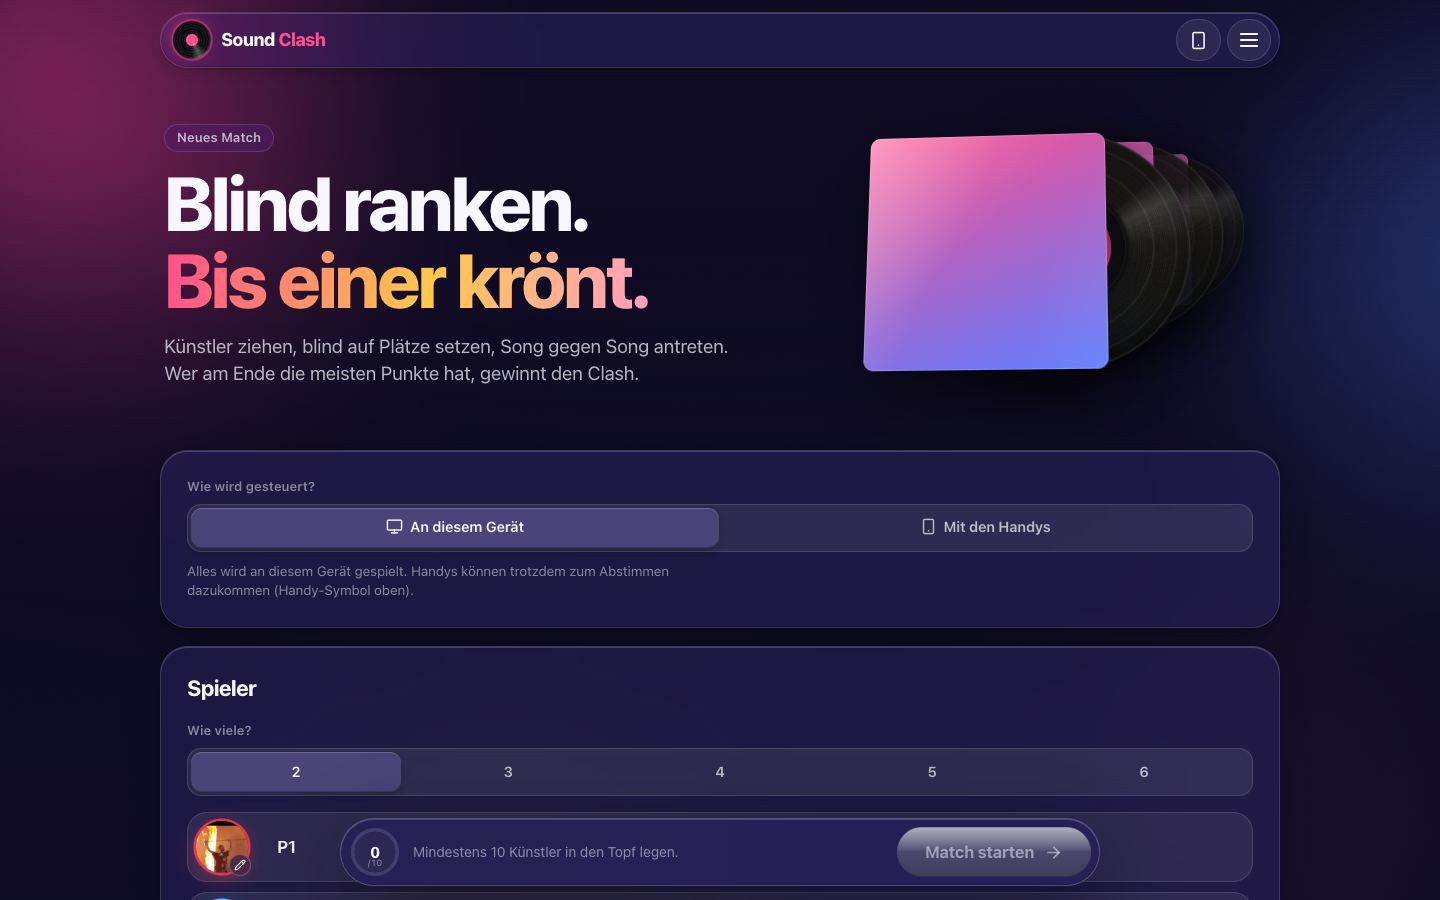 Sound Clash
Neues Match
Blind ranken.
Bis einer krönt.
Künstler ziehen, blind auf Plätze setzen, Song gegen Song antreten.
Wer am Ende die meisten Punkte hat, gewinnt den Clash.
Wie wird gesteuert?
An diesem Gerät
Mit den Handys
Alles wird an diesem Gerät gespielt. Handys können trotzdem zum Abstimmen
dazukommen (Handy-Symbol oben).
Spieler
Wie viele?
2
3
4
5
6
P1
0
/10
Mindestens 10 Künstler in den Topf legen.
Match starten